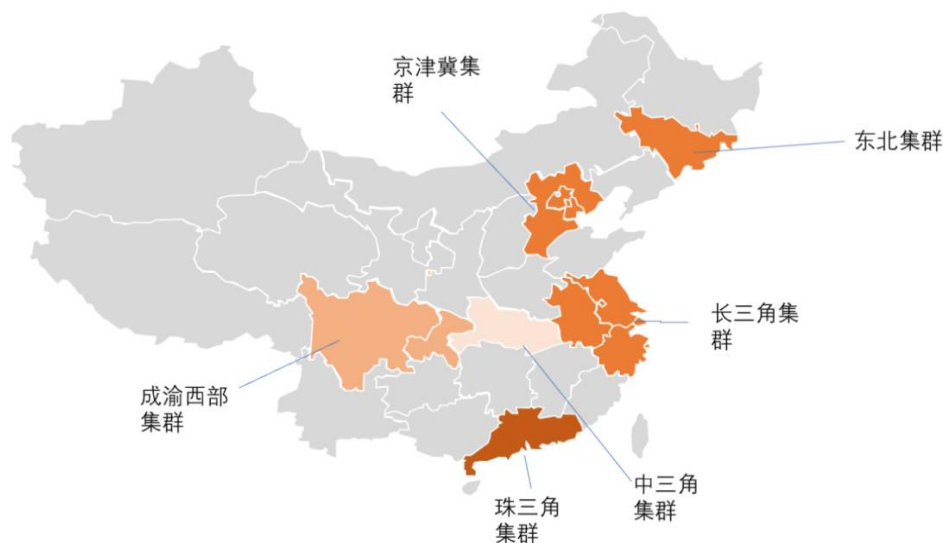 京津冀集
群
东北集群
长三角集
群
成渝西部
集群
中三角
集群
珠三角
集群